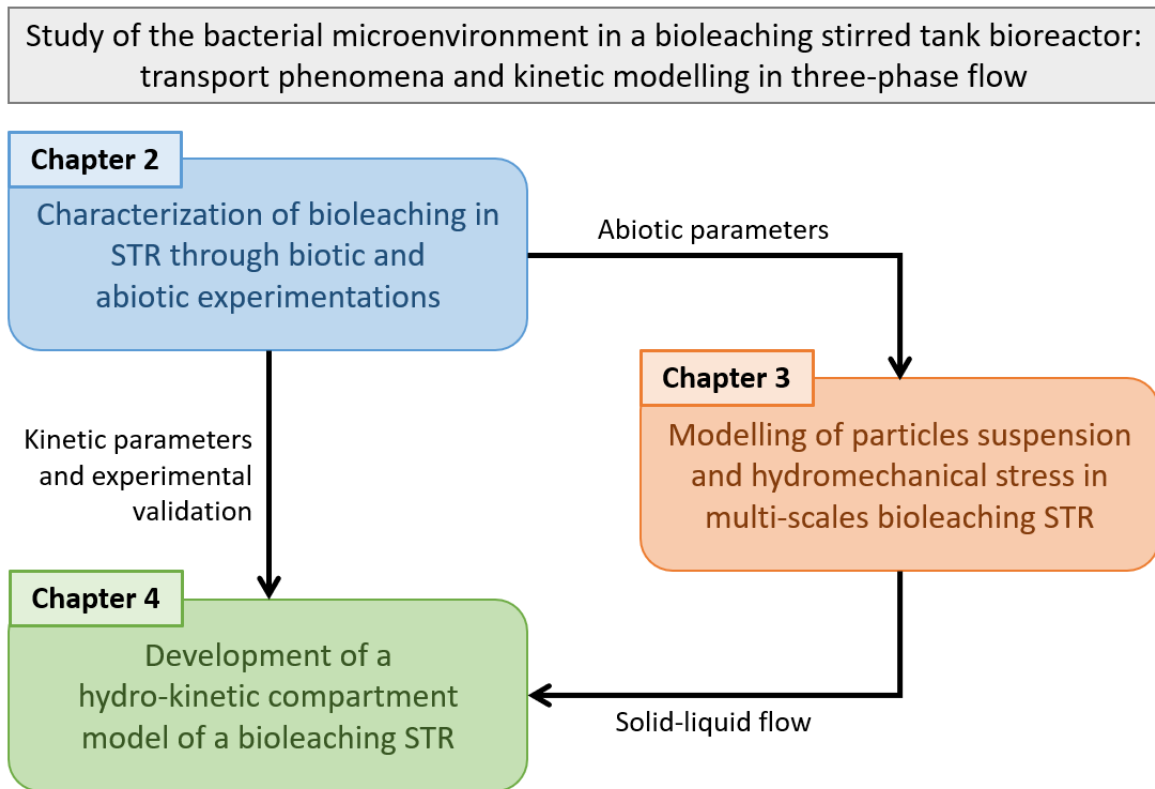 Study of the bacterial microenvironment in a bioleaching stirred tank bioreactor:
transport phenomena and kinetic modelling in three-phase flow
Chapter 2
Characterization of bioleaching in
STR through biotic and
abiotic experimentations
Abiotic parameters
Chapter 3
Modelling of particles suspension
and hydromechanical stress in
multi-scales bioleaching STR
Kinetic parameters
and experimental
validation
Chapter 4
Development of a
hydro-kinetic compartment
model of a bioleaching STR
Solid-liquid flow